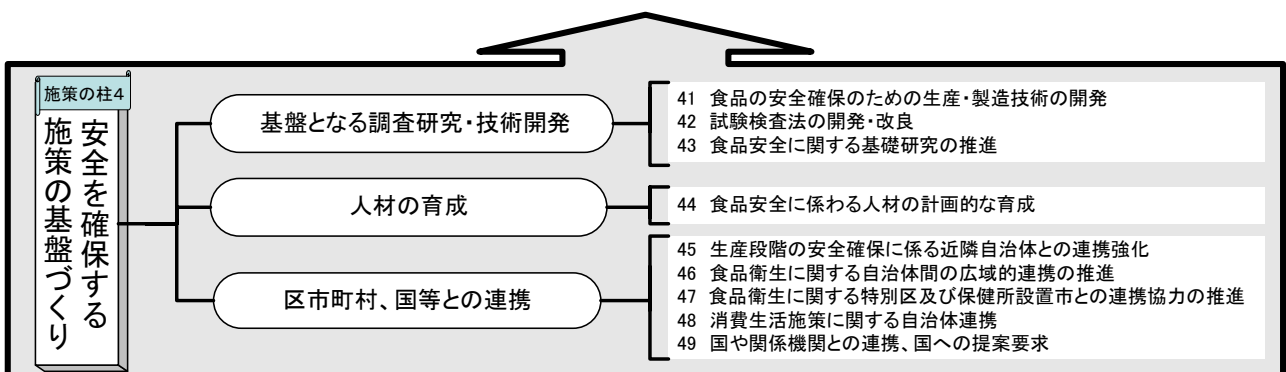 施策の柱4
安全を確保する
施策の基盤づくり
基盤となる調査研究・技術開発
41 食品の安全確保のための生産・製造技術の開発
42 試験検査法の開発・改良
43 食品安全に関する基礎研究の推進
人材の育成
44 食品安全に係わる人材の計画的な育成
区市町村、国等との連携
45 生産段階の安全確保に係る近隣自治体との連携強化
46 食品衛生に関する自治体間の広域的連携の推進
47 食品衛生に関する特別区及び保健所設置市との連携協力の推進
48 消費生活施策に関する自治体連携
49 国や関係機関との連携、国への提案要求